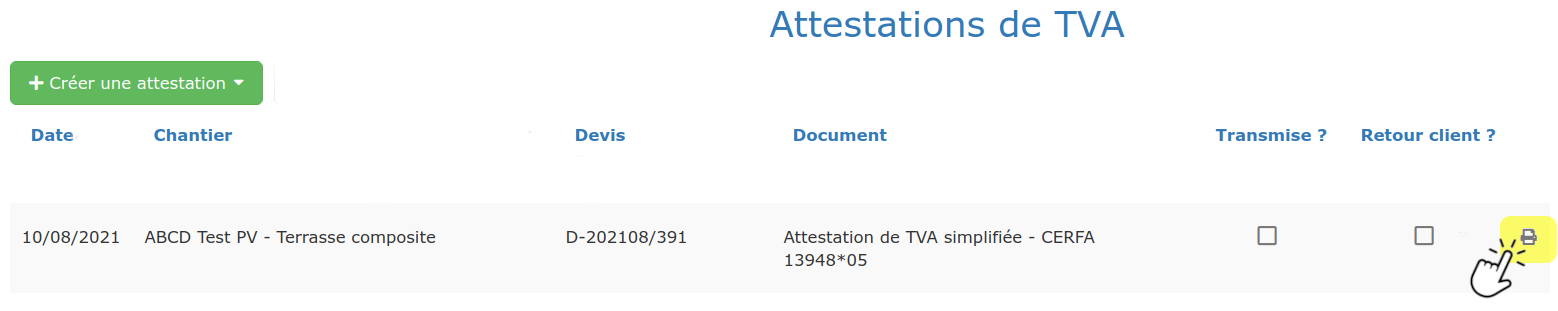 Attestations de TVA
Créer une attestation
Date Chantier Devis Document Transmise ? Retour client ?
10/08/2021 ABCD Test PV - Terrasse composite D-202108/391 Attestation de TVA simplifiée - CERFA
13948*05